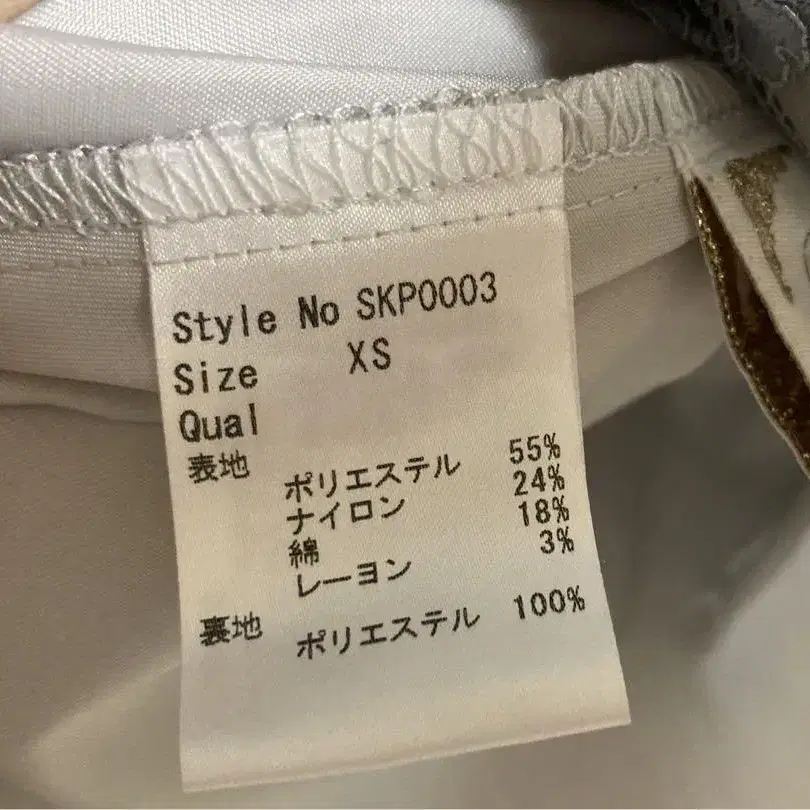 Style No SKP0003
Size XS
Qual
表地 ポリエステル 55%
ナイロン 24%
綿 18%
レーヨン 3%
裏地 ポリエステル 100%